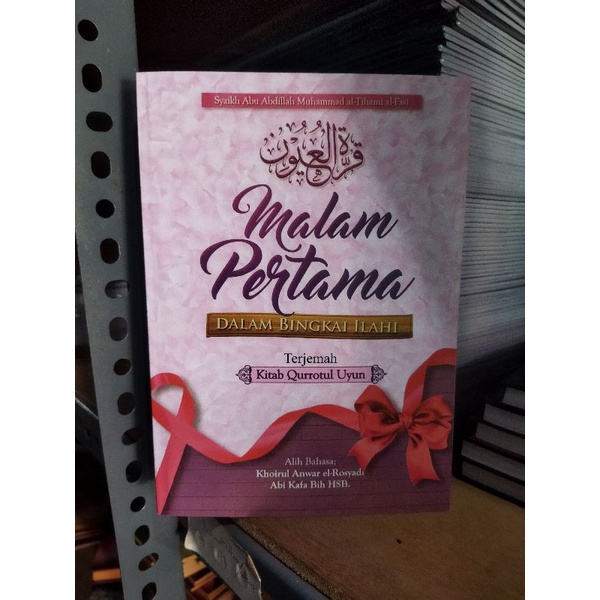 Syaikh Abu Abdillah Muhammad al-Tihami al-Fasi
قرة العيون
Malam
Pertama
DALAM BINGKAI ILAHI
Terjemah
Kitab Qurrotul Uyun
Alih Bahasa;
Khoirul Anwar el-Rosyadi
Abi Kafa Bih HSB.